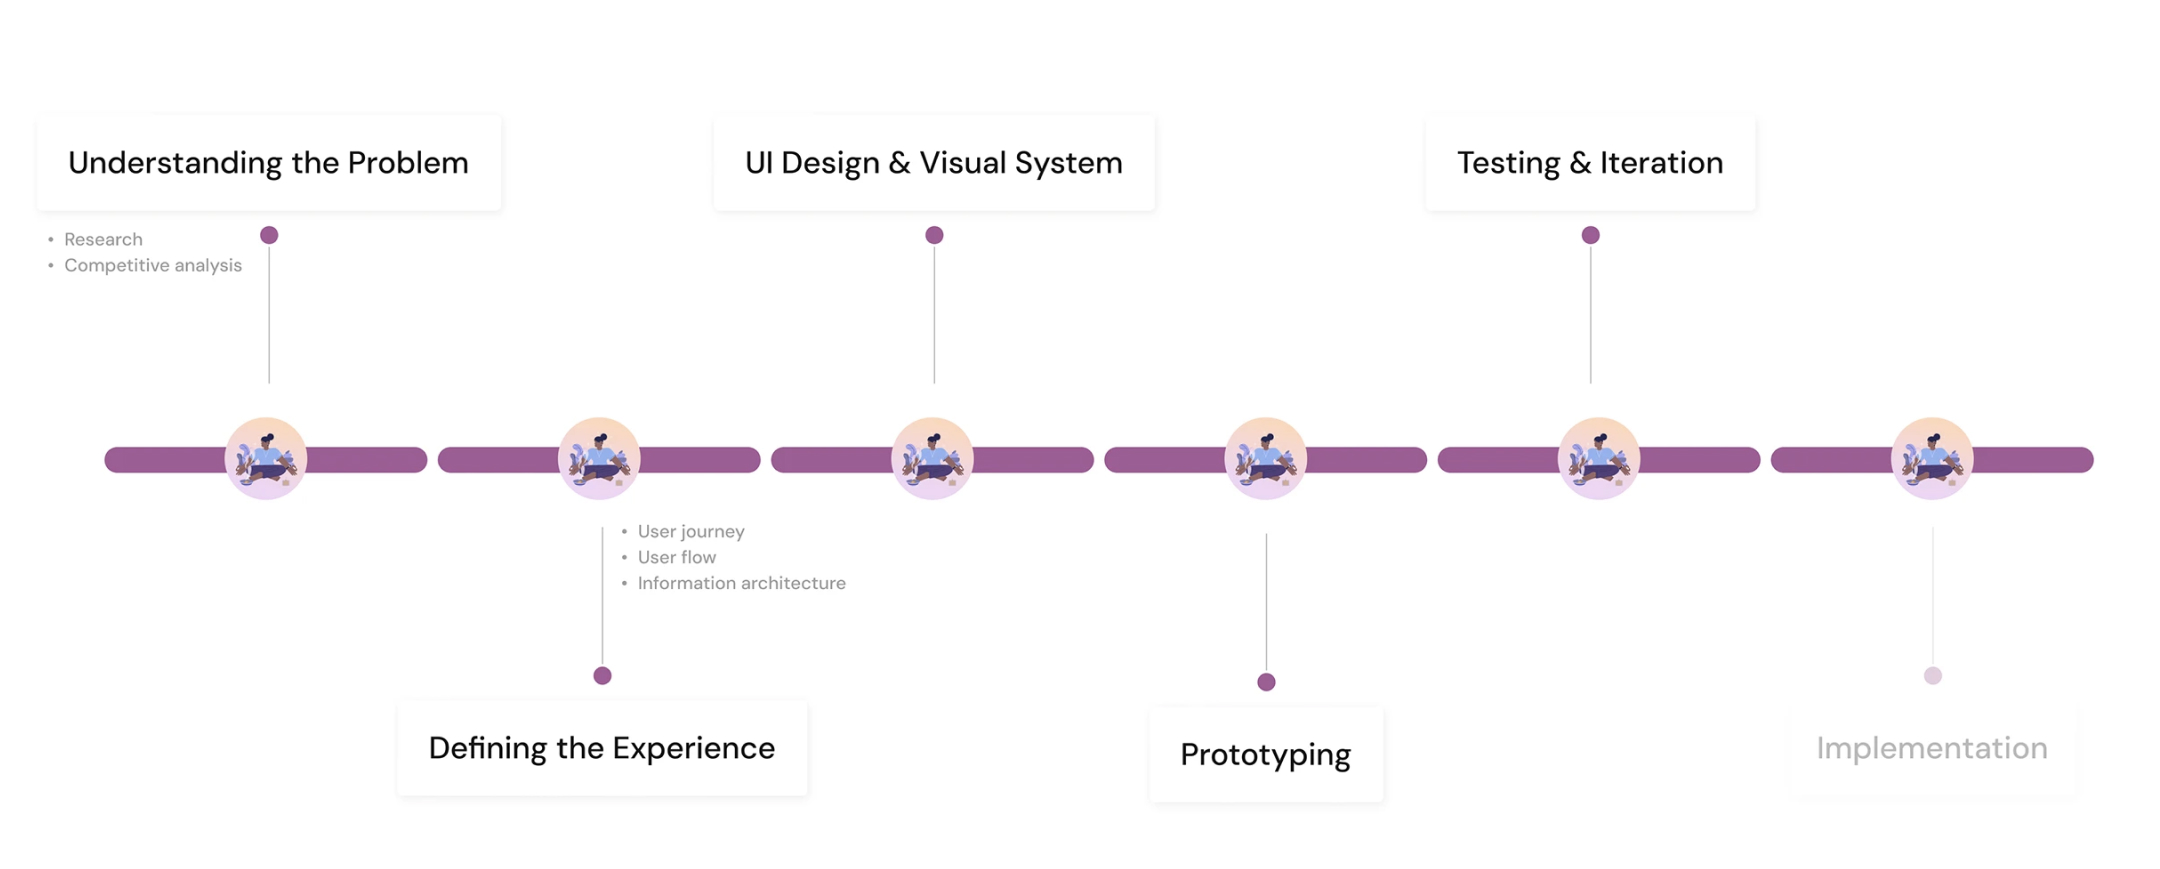 Understanding the Problem
• Research
• Competitive analysis
UI Design & Visual System
Testing & Iteration
• User journey
• User flow
• Information architecture
Defining the Experience
Prototyping
Implementation